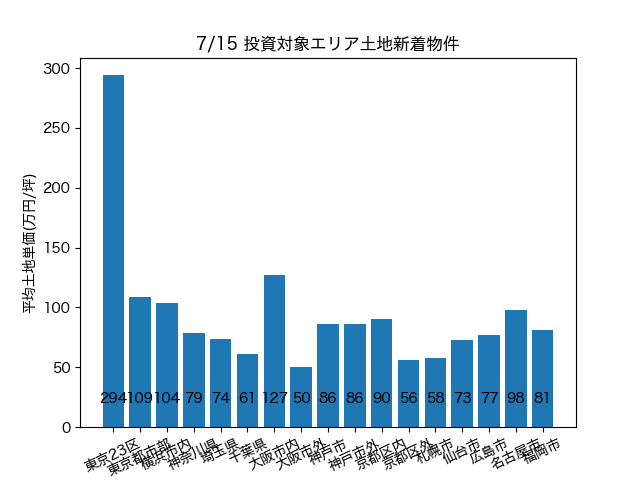 7/15 投資対象エリア土地新着物件
平均土地単価(万円/坪)
300
250
200
150
100
50
0
294 109 104 79 74 61 127 50 86 86 90 56 58 73 77 98 81
東京23区
東京都市部
横浜市内
神奈川県
埼玉県
千葉県
大阪市内
大阪市外
神戸市
神戸市外
京都区内
京都区外
札幌市
仙台市
広島市
名古屋市
福岡市